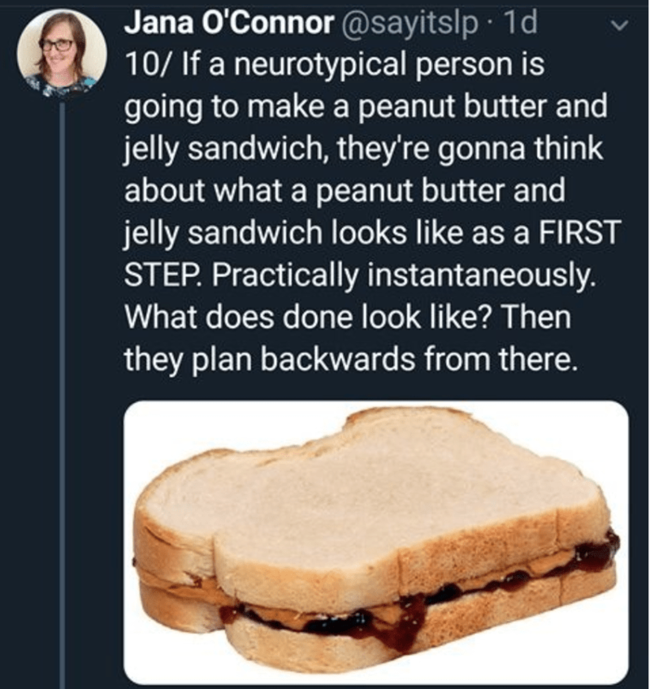 Jana O'Connor @sayitslp · 1d
10/ If a neurotypical person is
going to make a peanut butter and
jelly sandwich, they're gonna think
about what a peanut butter and
jelly sandwich looks like as a FIRST
STEP. Practically instantaneously.
What does done look like? Then
they plan backwards from there.